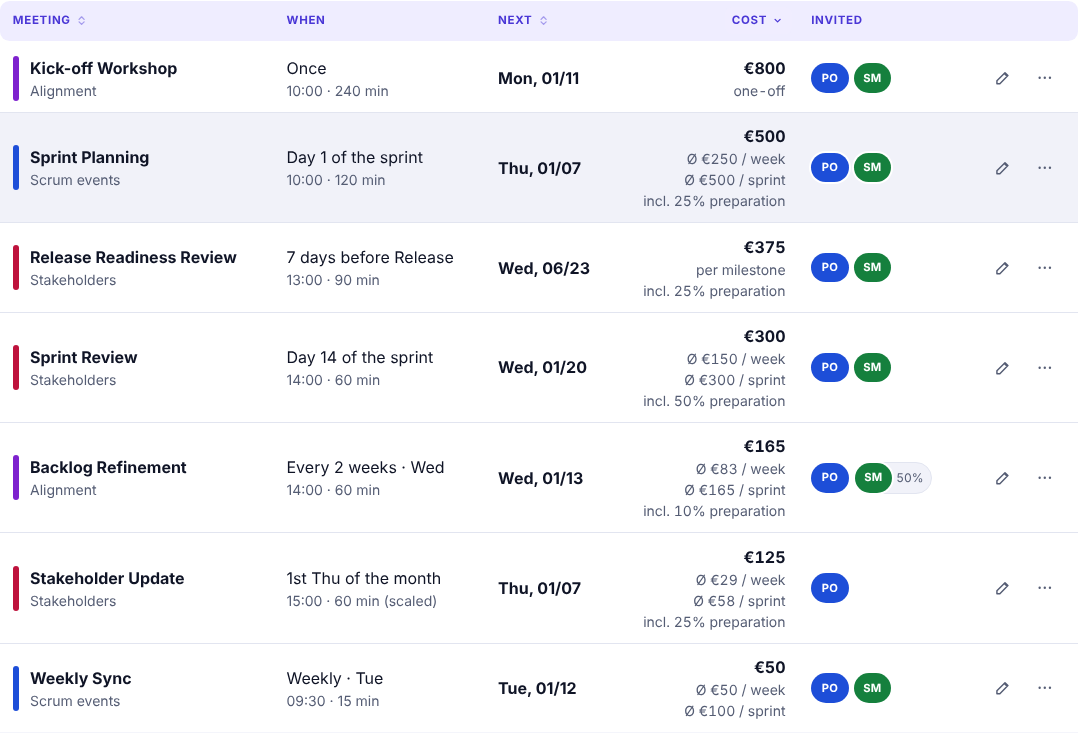 MEETING WHEN NEXT COST INVITED
Kick-off Workshop Once Mon, 01/11 €800 PO SM
Alignment 10:00 · 240 min one-off
Sprint Planning Day 1 of the sprint Thu, 01/07 €500 PO SM
Scrum events 10:00 · 120 min Ø €250 / week
Ø €500 / sprint
incl. 25% preparation
Release Readiness Review 7 days before Release Wed, 06/23 €375 PO SM
Stakeholders 13:00 · 90 min per milestone
incl. 25% preparation
Sprint Review Day 14 of the sprint Wed, 01/20 €300 PO SM
Stakeholders 14:00 · 60 min Ø €150 / week
Ø €300 / sprint
incl. 50% preparation
Backlog Refinement Every 2 weeks · Wed Wed, 01/13 €165 PO SM 50%
Alignment 14:00 · 60 min Ø €83 / week
Ø €165 / sprint
incl. 10% preparation
Stakeholder Update 1st Thu of the month Thu, 01/07 €125 PO
Stakeholders 15:00 · 60 min (scaled) Ø €29 / week
Ø €58 / sprint
incl. 25% preparation
Weekly Sync Weekly · Tue Tue, 01/12 €50 PO SM
Scrum events 09:30 · 15 min Ø €50 / week
Ø €100 / sprint